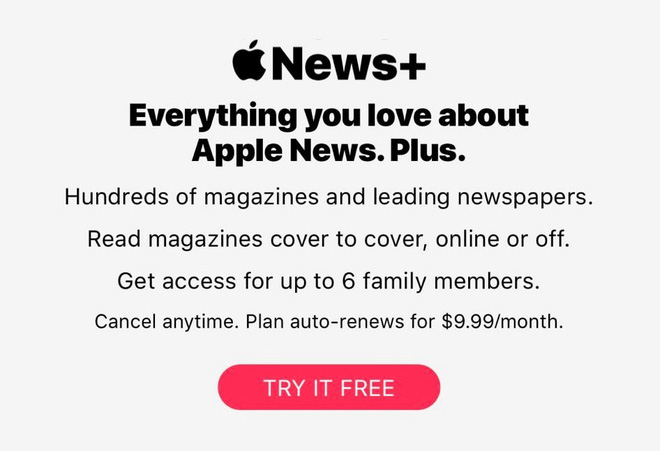 News+
Everything you love about
Apple News. Plus.
Hundreds of magazines and leading newspapers.
Read magazines cover to cover, online or off.
Get access for up to 6 family members.
Cancel anytime. Plan auto-renews for $9.99/month.
TRY IT FREE